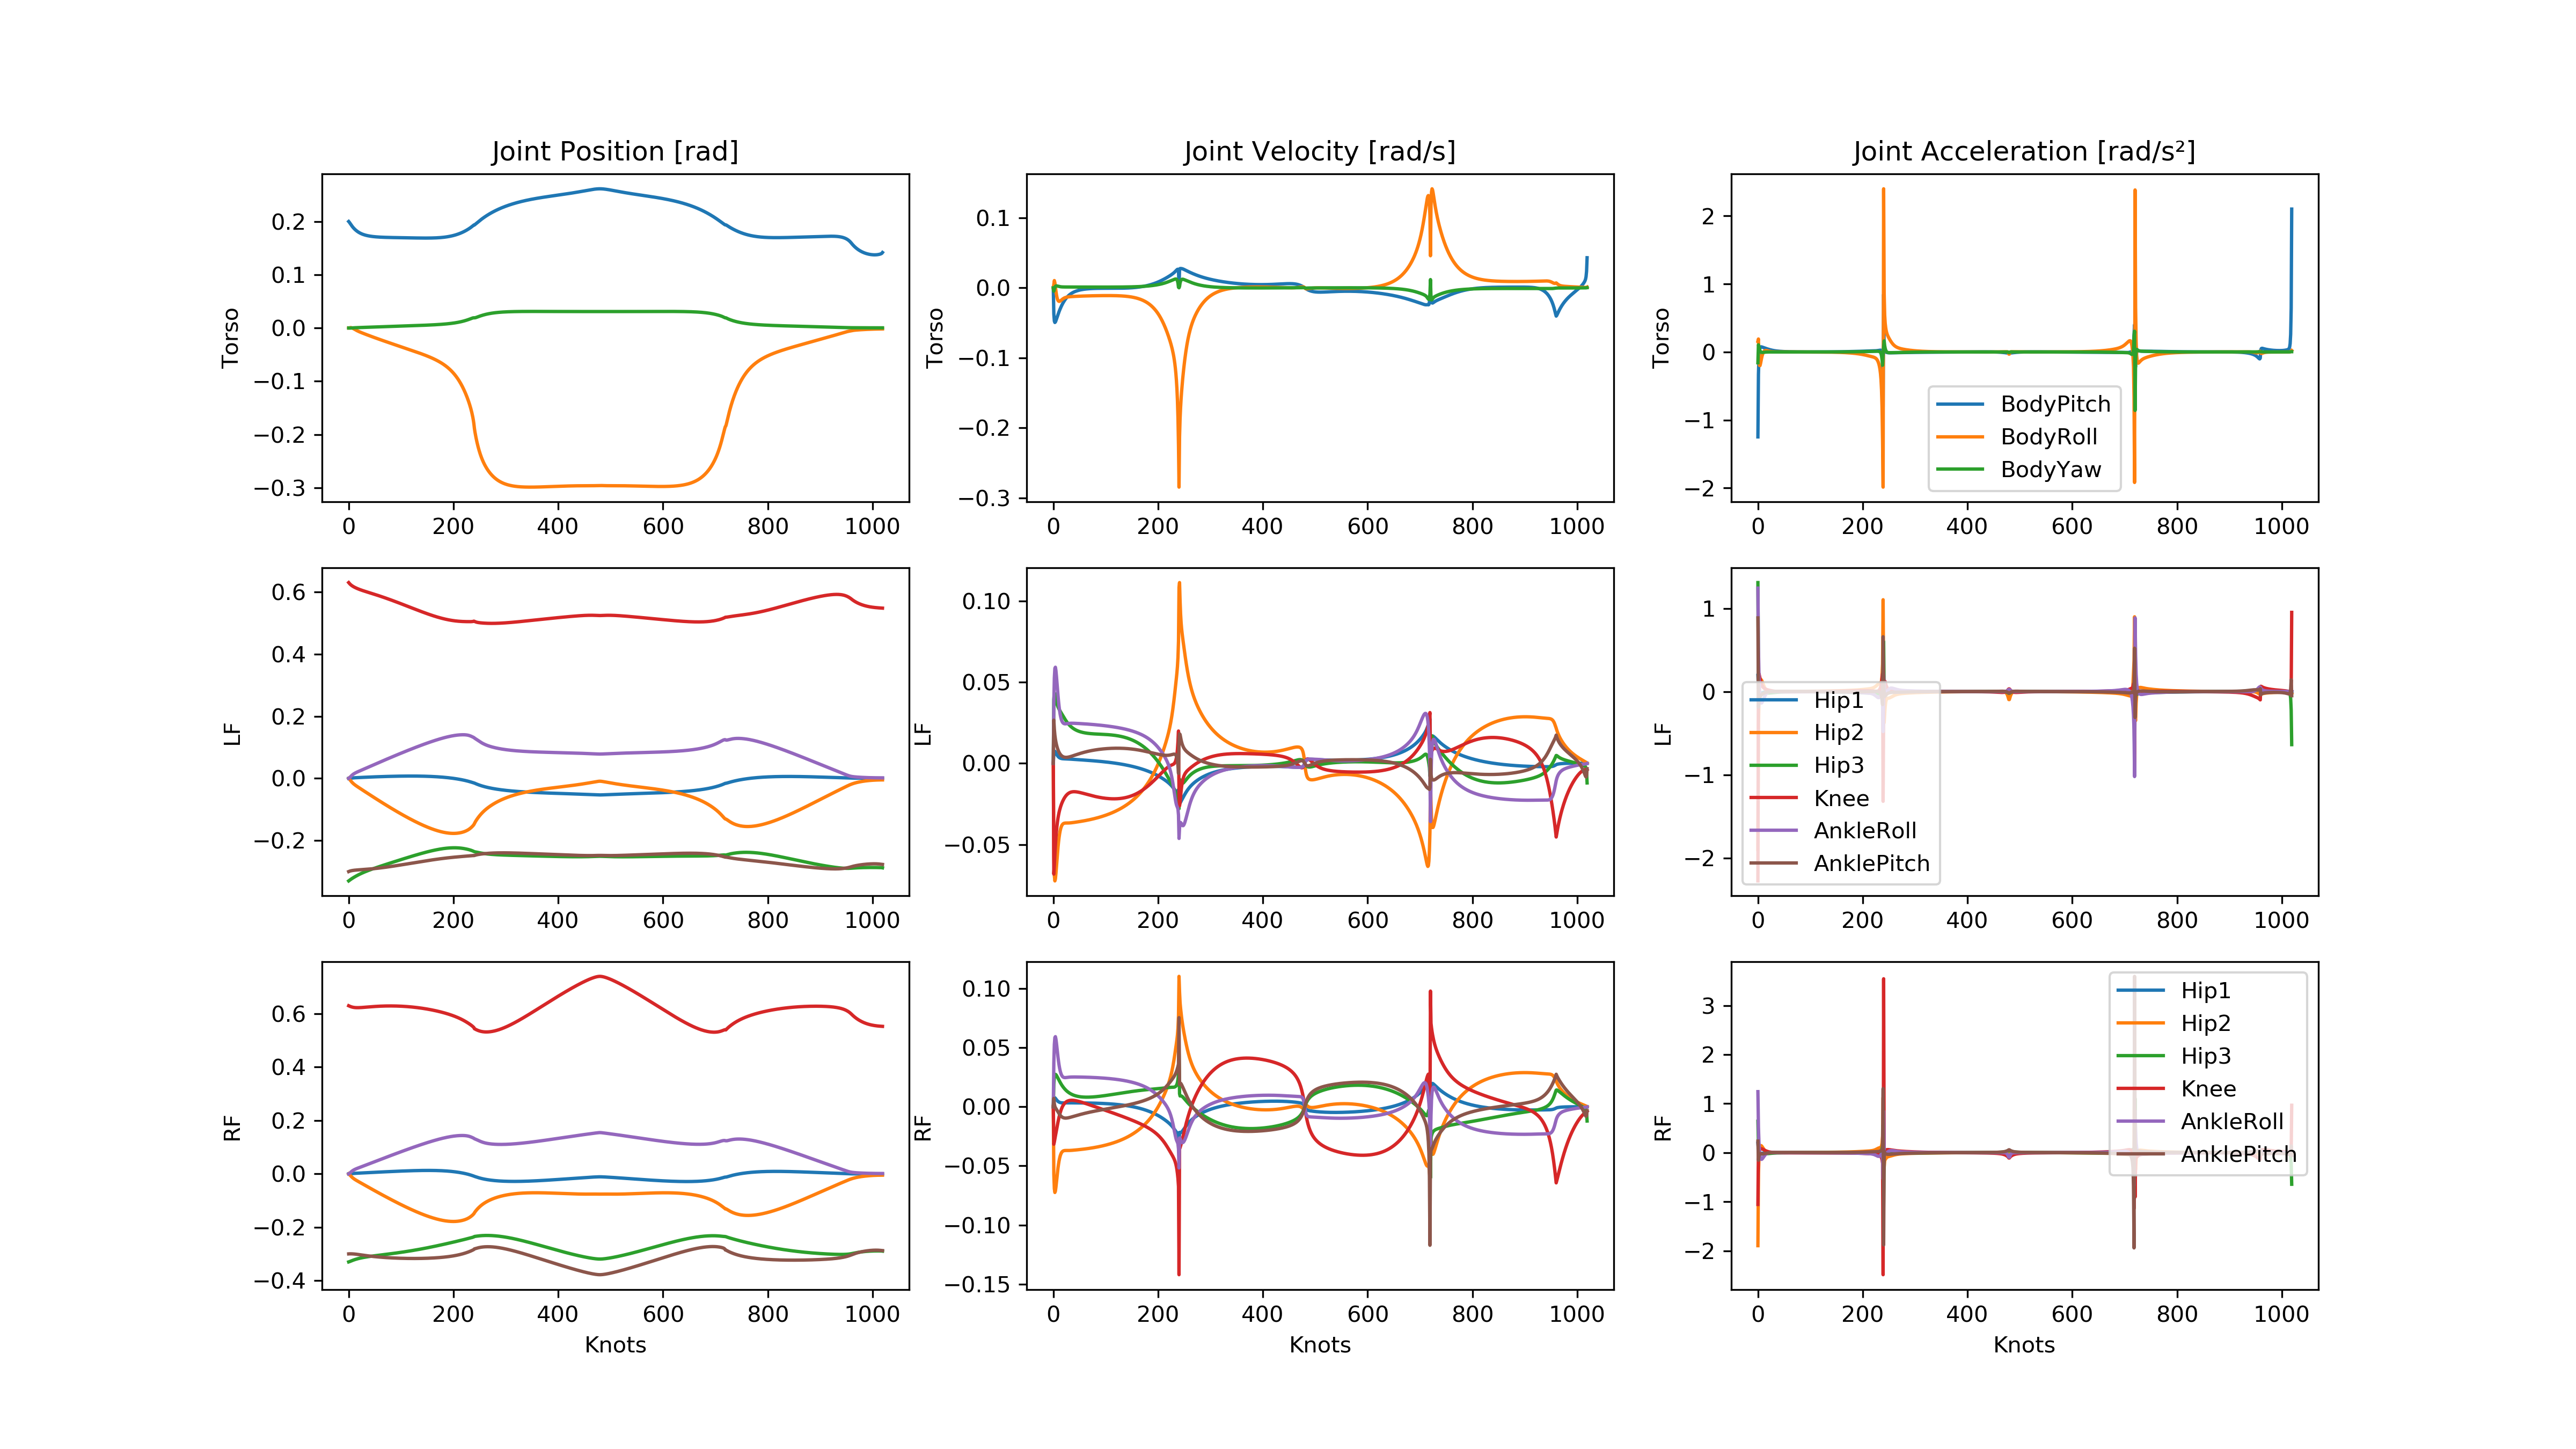 Joint Position [rad]
Joint Velocity [rad/s]
Joint Acceleration [rad/s²]
Torso
0.2
0.1
0.0
−0.1
−0.2
−0.3
0 200 400 600 800 1000
Torso
0.1
0.0
−0.1
−0.2
−0.3
0 200 400 600 800 1000
Torso
2
1
0
−1
−2
0 200 400 600 800 1000
BodyPitch
BodyRoll
BodyYaw
LF
0.6
0.4
0.2
0.0
−0.2
0 200 400 600 800 1000
LF
0.10
0.05
0.00
−0.05
0 200 400 600 800 1000
LF
1
0
−1
−2
0 200 400 600 800 1000
Hip1
Hip2
Hip3
Knee
AnkleRoll
AnklePitch
RF
0.6
0.4
0.2
0.0
−0.2
−0.4
0 200 400 600 800 1000
Knots
RF
0.10
0.05
0.00
−0.05
−0.10
−0.15
0 200 400 600 800 1000
Knots
RF
3
2
1
0
−1
−2
0 200 400 600 800 1000
Knots
Hip1
Hip2
Hip3
Knee
AnkleRoll
AnklePitch